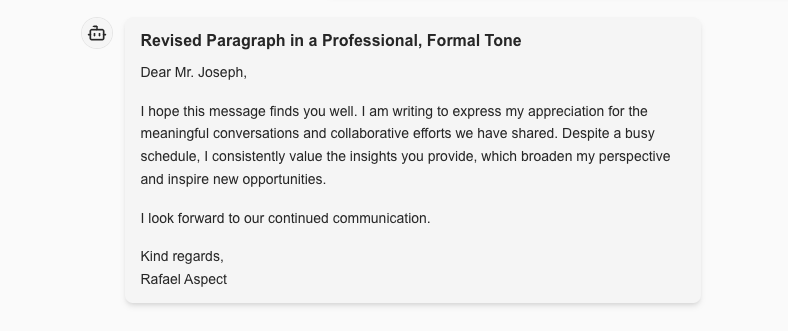 Revised Paragraph in a Professional, Formal Tone
Dear Mr. Joseph,
I hope this message finds you well. I am writing to express my appreciation for the
meaningful conversations and collaborative efforts we have shared. Despite a busy
schedule, I consistently value the insights you provide, which broaden my perspective
and inspire new opportunities.
I look forward to our continued communication.
Kind regards,
Rafael Aspect